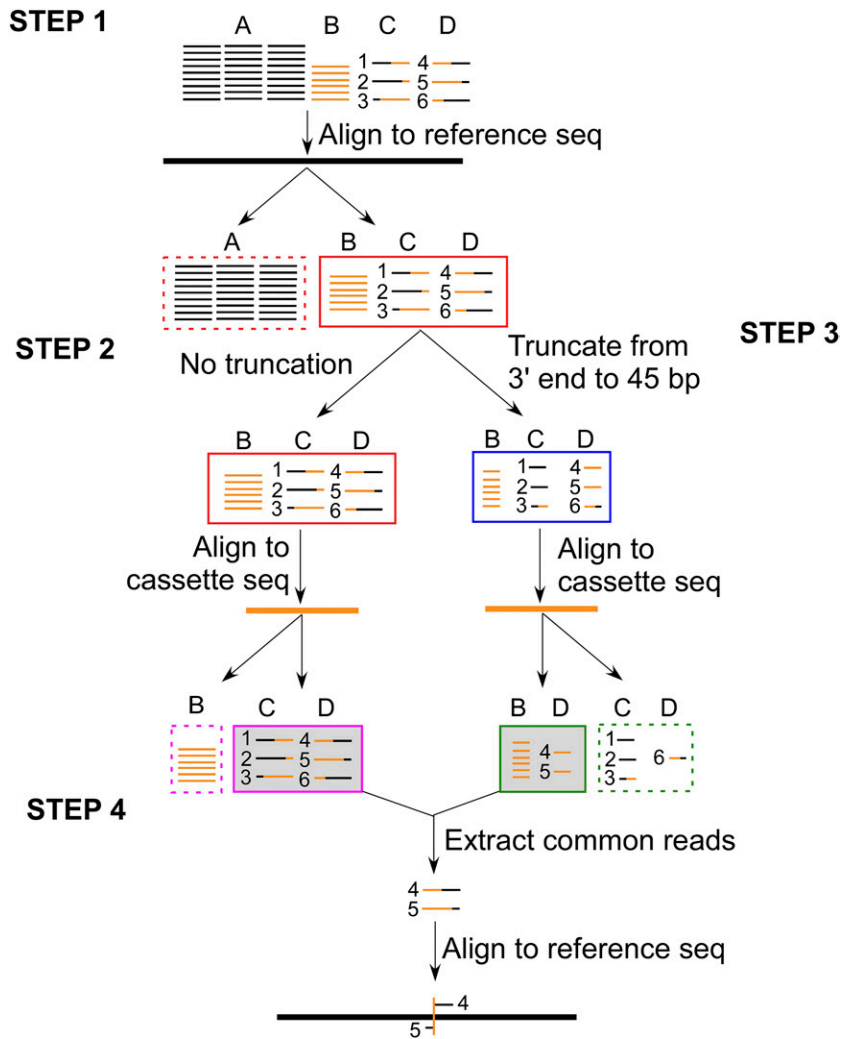 STEP 1
A B C D
1 4
2 5
3 6
Align to reference seq
A B C D
1 4
2 5
3 6
STEP 2
STEP 3
No truncation
Truncate from
3' end to 45 bp
B C D B C D
1 4 1 4
2 5 2 5
3 6 3 6
Align to
cassette seq
Align to
cassette seq
B C D B D C D
1 4 4 1
2 5 5 2 6
3 6 3
STEP 4
Extract common reads
4
5
Align to reference seq
4
5